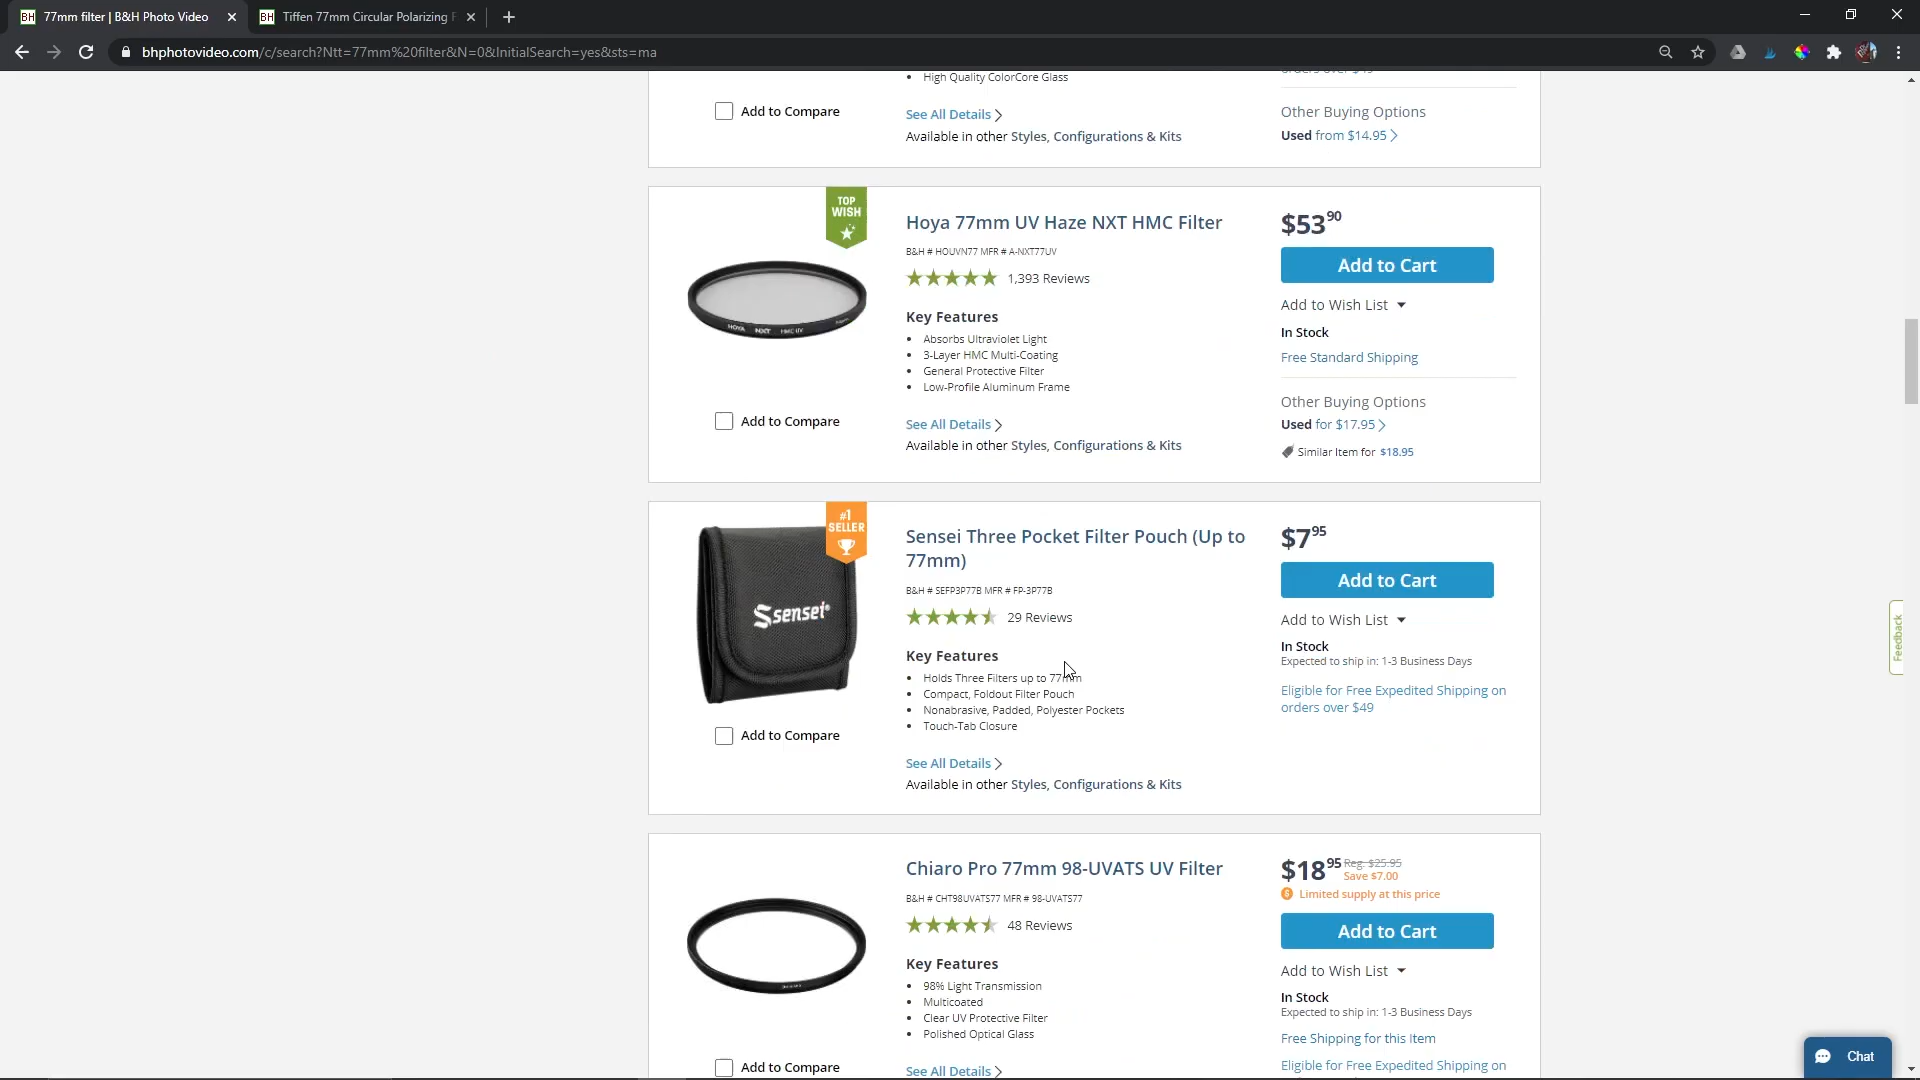 77mm filter | B&H Photo Video
Tiffen 77mm Circular Polarizing
bhphotovideo.com/c/search?Ntt=77mm%20filter&N=0&InitialSearch=yes&sts=ma
High Quality ColorCore Glass
orders over $49
Add to Compare
See All Details
Available in other Styles, Configurations & Kits
Other Buying Options
Used from $14.95
TOP
WISH
Hoya 77mm UV Haze NXT HMC Filter
B&H # HOUVN77 MFR # A-NXT77UV
1,393 Reviews
Key Features
Absorbs Ultraviolet Light
3-Layer HMC Multi-Coating
General Protective Filter
Low-Profile Aluminum Frame
HOYA NXT HMC UV
Add to Compare
See All Details
Available in other Styles, Configurations & Kits
$53 90
Add to Cart
Add to Wish List
In Stock
Free Standard Shipping
Other Buying Options
Used for $17.95
Similar Item for $18.95
#1
SELLER
sensei
Sensei Three Pocket Filter Pouch (Up to
77mm)
B&H # SEFP3P77B MFR # FP-3P77B
29 Reviews
Key Features
Holds Three Filters up to 77mm
Compact, Foldout Filter Pouch
Nonabrasive, Padded, Polyester Pockets
Touch-Tab Closure
Add to Compare
See All Details
Available in other Styles, Configurations & Kits
$7 95
Add to Cart
Add to Wish List
In Stock
Expected to ship in: 1-3 Business Days
Eligible for Free Expedited Shipping on
orders over $49
Feedback
Chiaro Pro 77mm 98-UVATS UV Filter
B&H # CHT98UVATS77 MFR # 98-UVATS77
48 Reviews
Key Features
98% Light Transmission
Multicoated
Clear UV Protective Filter
Polished Optical Glass
Add to Compare
See All Details
$18 95 Reg. $25.95
Save $7.00
Limited supply at this price
Add to Cart
Add to Wish List
In Stock
Expected to ship in: 1-3 Business Days
Free Shipping for this Item
Eligible for Free Expedited Shipping on
Chat